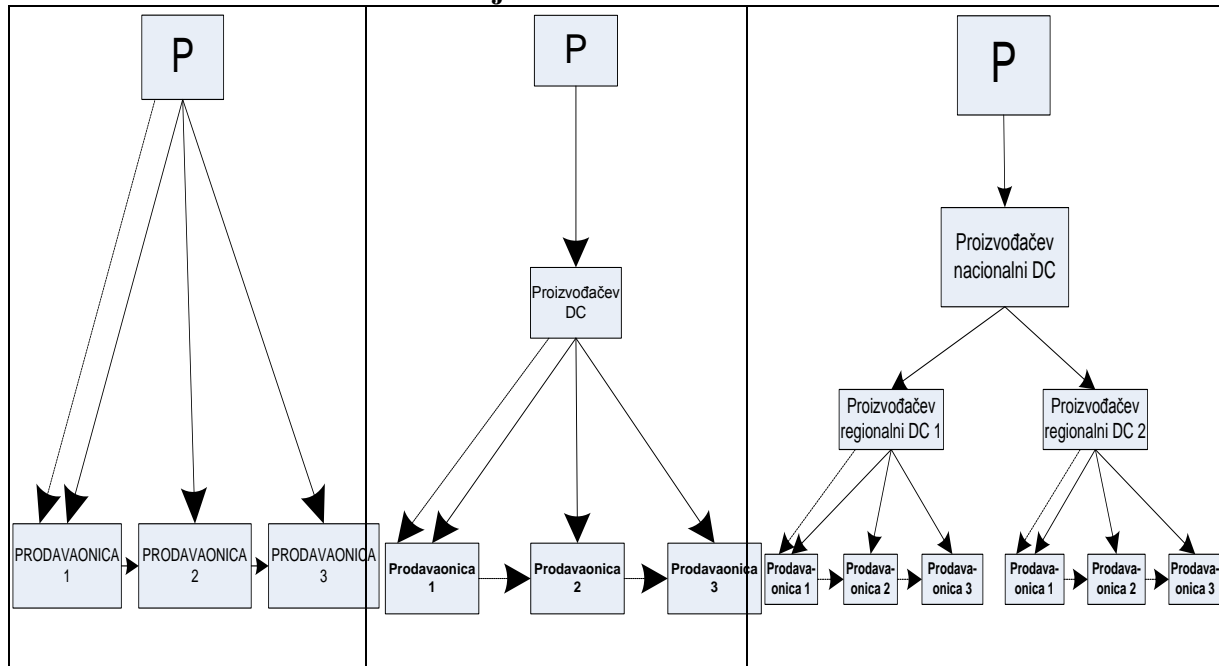 P
PRODAVAONICA
1
PRODAVAONICA
2
PRODAVAONICA
3
P
Proizvođačev
DC
Prodavaonica
1
Prodavaonica
2
Prodavaonica
3
P
Proizvođačev
nacionalni DC
Proizvođačev
regionalni DC 1
Proizvođačev
regionalni DC 2
Prodava-
onica 1
Prodava-
onica 2
Prodava-
onica 3
Prodava-
onica 1
Prodava-
onica 2
Prodava-
onica 3